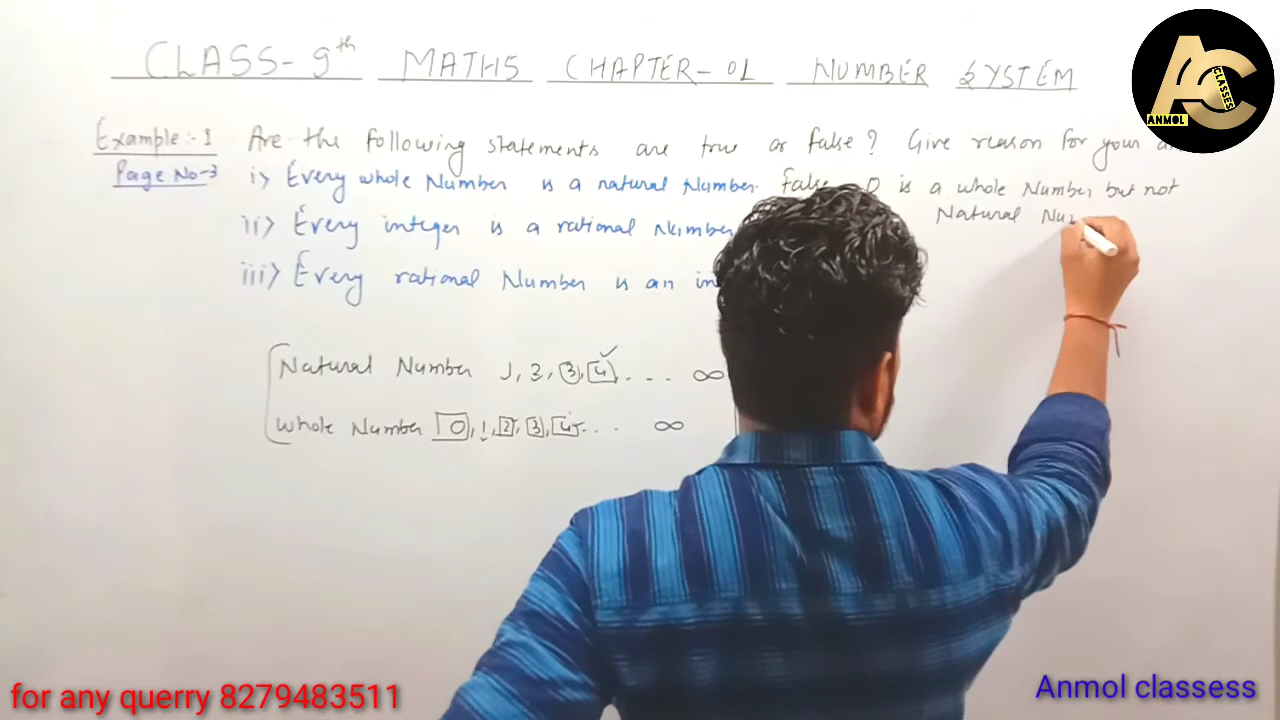 CLASS-9th MATHS CHAPTER-01 NUMBER SYSTEM
AC
CLASSES
ANMOL
Example:-1 Are the following statements are true or false? Give reason for your
Page No-3 i) Every whole Number is a natural Number. false 0 is a whole Number but not
Natural
ii) Every integer is a rational Number
iii) Every rational Number is an
Natural Number 1, 2, 3, 4, . . . ∞
Whole Number 0, 1, 2, 3, 4, . . . ∞
for any querry 8279483511
Anmol classess